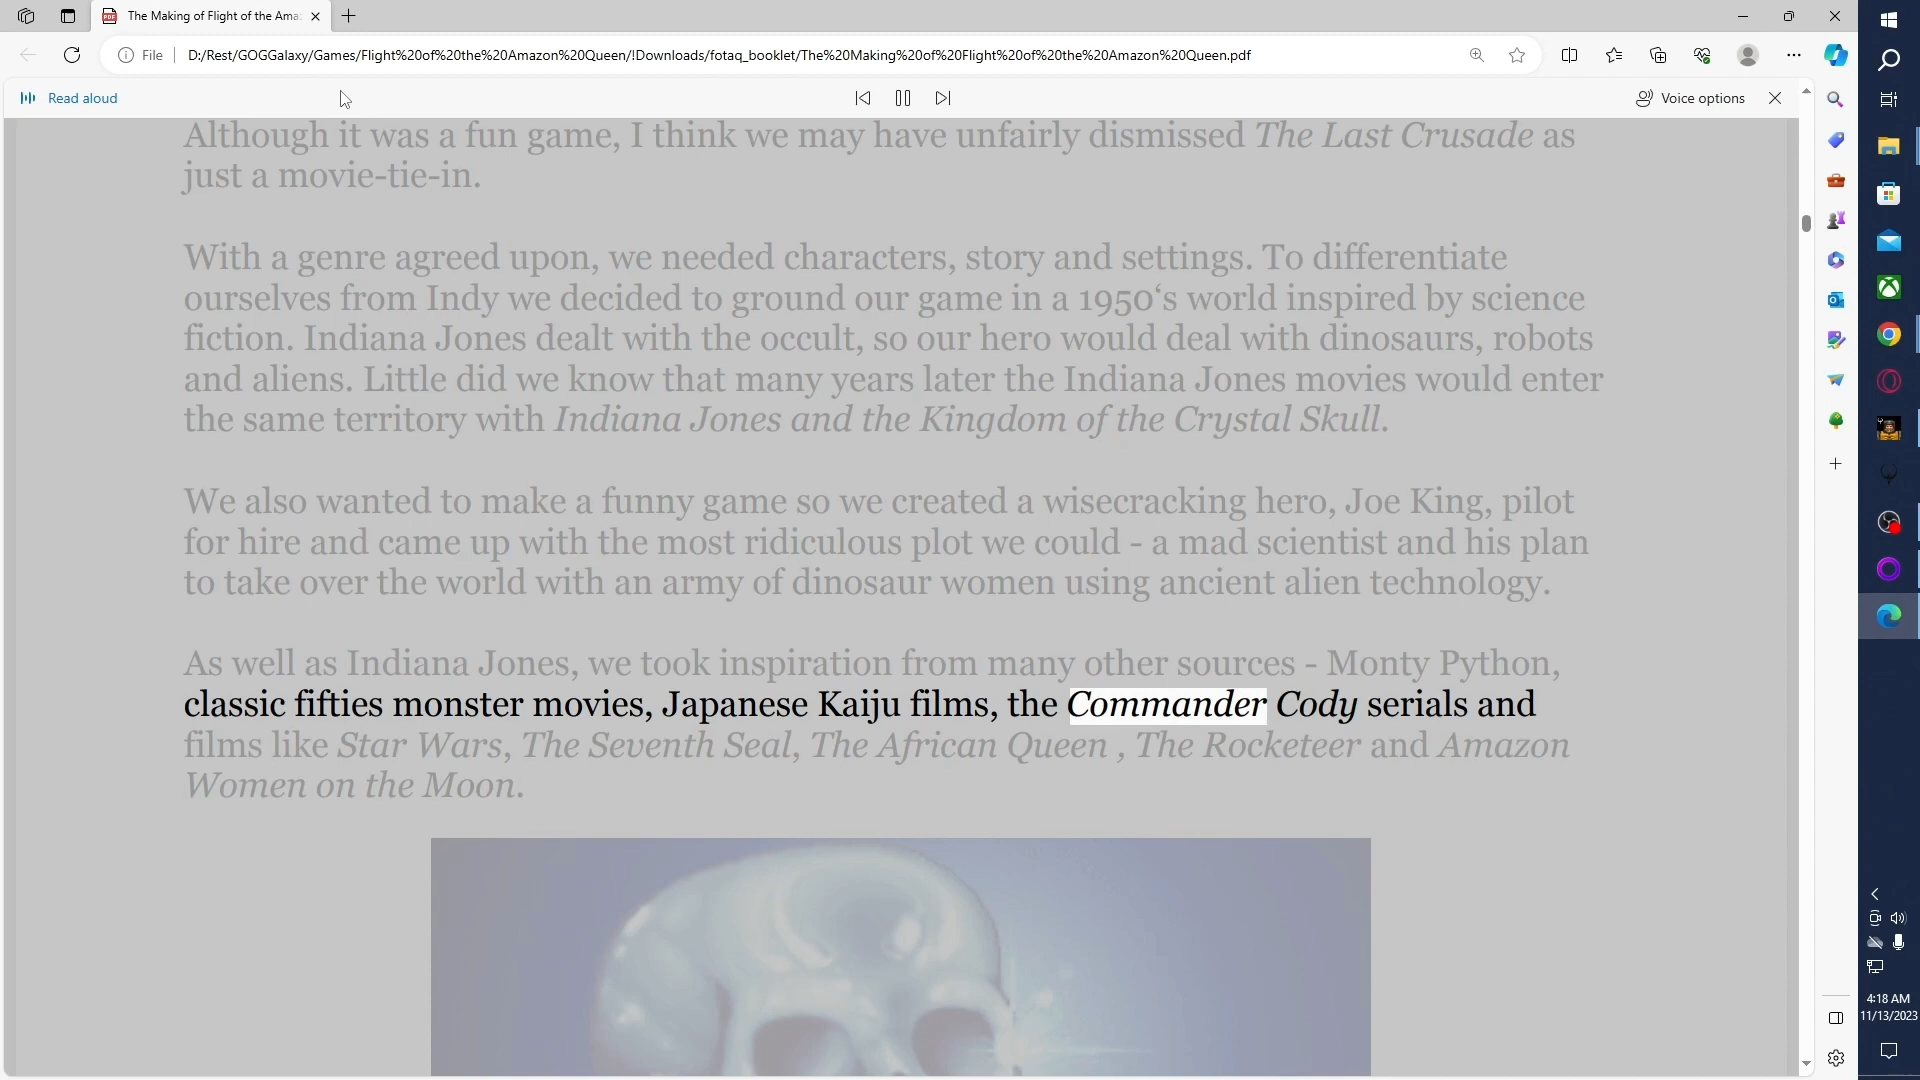 The Making of Flight of the Ama
File
D:/Rest/GOGGalaxy/Games/Flight%20of%20the%20Amazon%20Queen/!Downloads/fotaq_booklet/The%20Making%20of%20Flight%20of%20the%20Amazon%20Queen.pdf
Read aloud
Voice options
Although it was a fun game, I think we may have unfairly dismissed The Last Crusade as
just a movie-tie-in.
With a genre agreed upon, we needed characters, story and settings. To differentiate
ourselves from Indy we decided to ground our game in a 1950‘s world inspired by science
fiction. Indiana Jones dealt with the occult, so our hero would deal with dinosaurs, robots
and aliens. Little did we know that many years later the Indiana Jones movies would enter
the same territory with Indiana Jones and the Kingdom of the Crystal Skull.
We also wanted to make a funny game so we created a wisecracking hero, Joe King, pilot
for hire and came up with the most ridiculous plot we could - a mad scientist and his plan
to take over the world with an army of dinosaur women using ancient alien technology.
As well as Indiana Jones, we took inspiration from many other sources - Monty Python,
classic fifties monster movies, Japanese Kaiju films, the Commander Cody serials and
films like Star Wars, The Seventh Seal, The African Queen , The Rocketeer and Amazon
Women on the Moon.
4:18 AM
11/13/2023